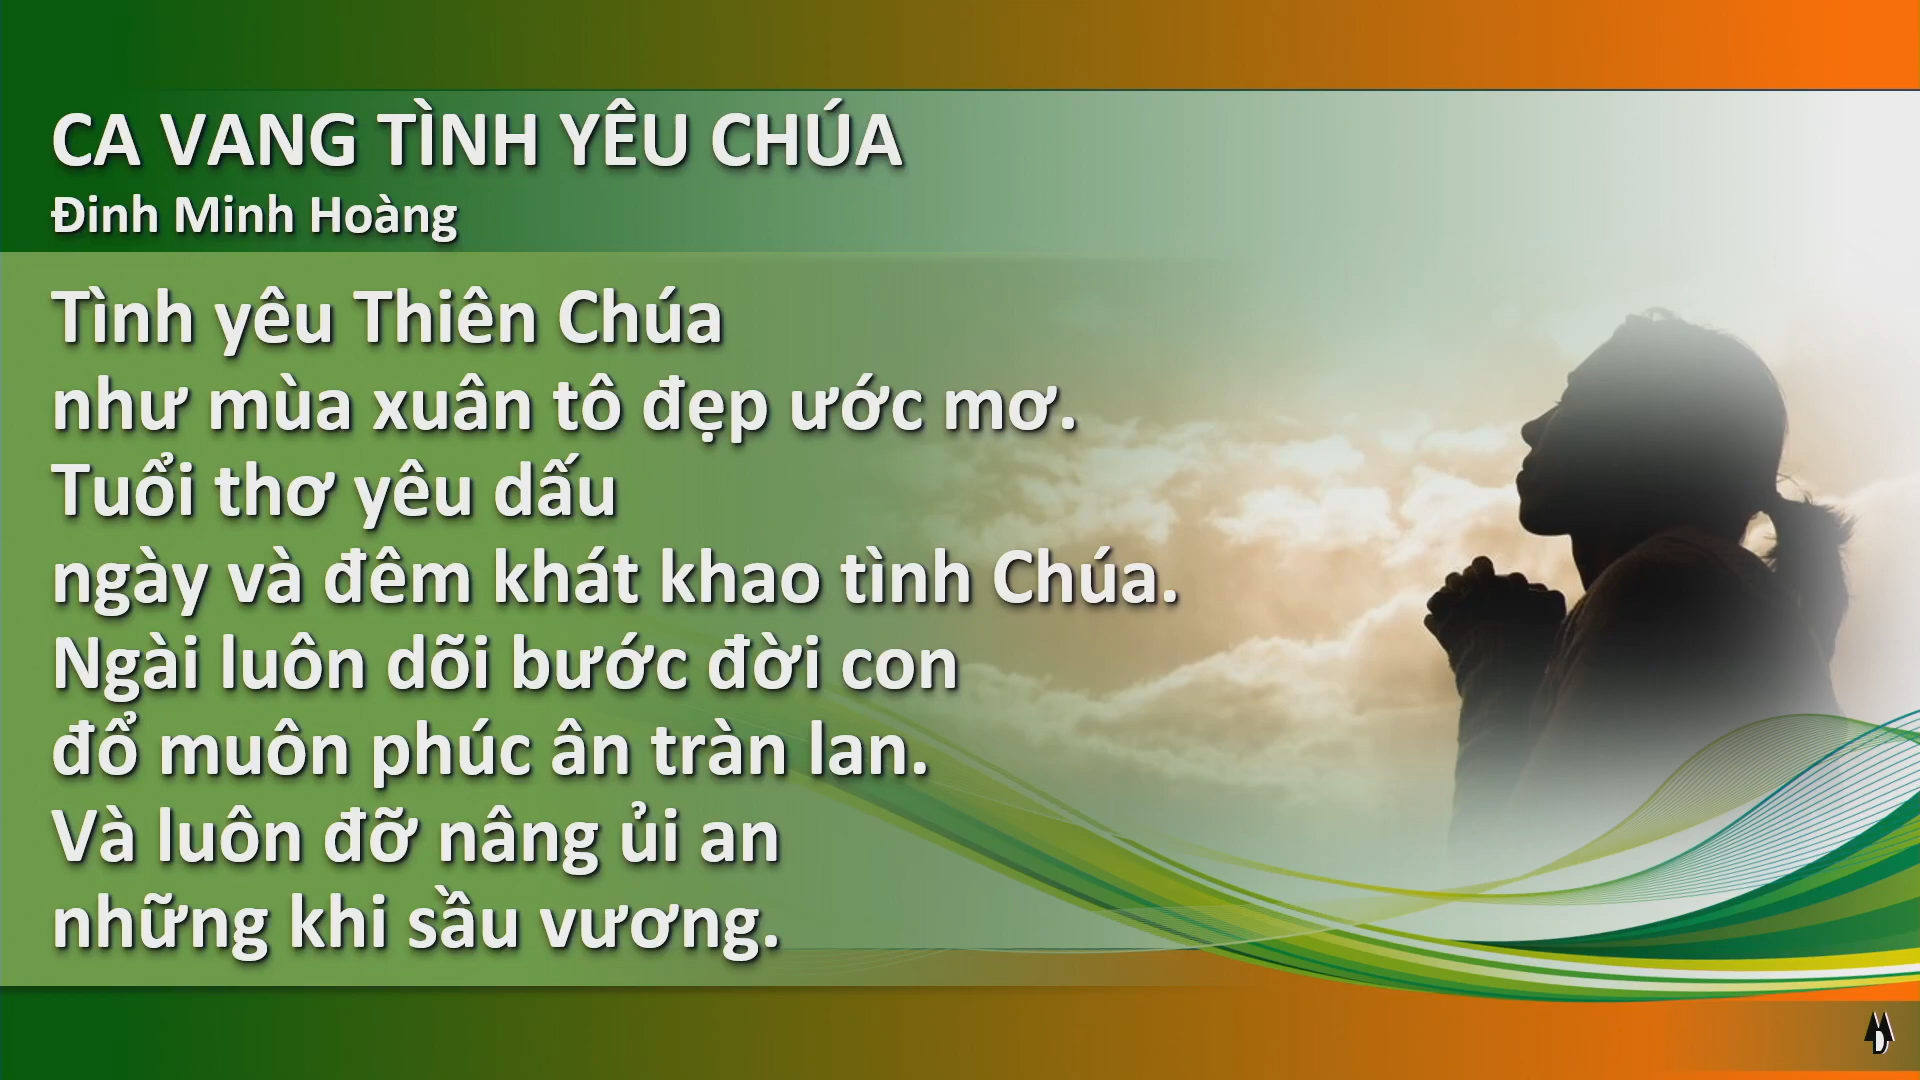 CA VANG TÌNH YÊU CHÚA
Đinh Minh Hoàng
Tình yêu Thiên Chúa
như mùa xuân tô đẹp ước mơ.
Tuổi thơ yêu dấu
ngày và đêm khát khao tình Chúa.
Ngài luôn dõi bước đời con
đổ muôn phúc ân tràn lan.
Và luôn đỡ nâng ủi an
những khi sầu vương.